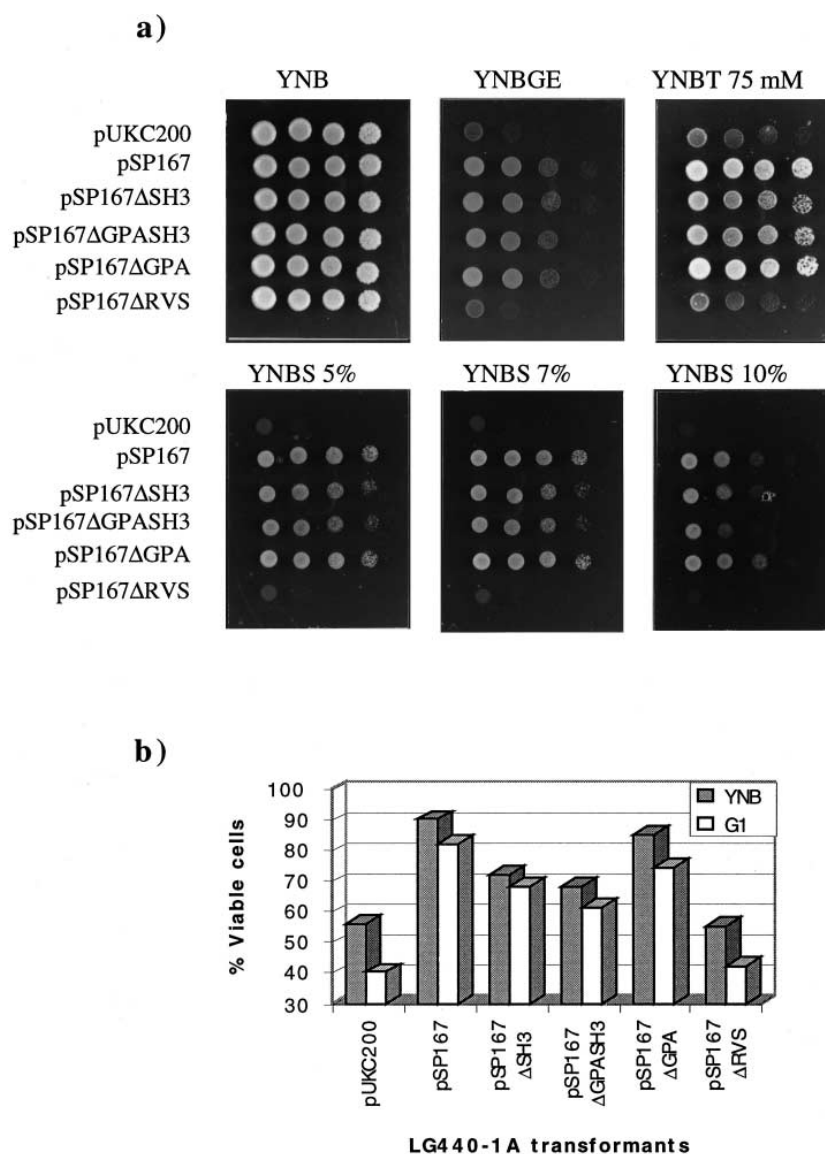 a)
YNB YNBGE YNBT 75 mM
pUKC200
pSP167
pSP167ΔSH3
pSP167ΔGPASH3
pSP167ΔGPA
pSP167ΔRVS
YNBS 5% YNBS 7% YNBS 10%
pUKC200
pSP167
pSP167ΔSH3
pSP167ΔGPASH3
pSP167ΔGPA
pSP167ΔRVS
b)
100
90
80
70
60
50
40
30
% Viable cells
YNB
G1
pUKC200
pSP167
pSP167
ΔSH3
pSP167
ΔGPASH3
pSP167
ΔGPA
pSP167
ΔRVS
LG440-1A transformants